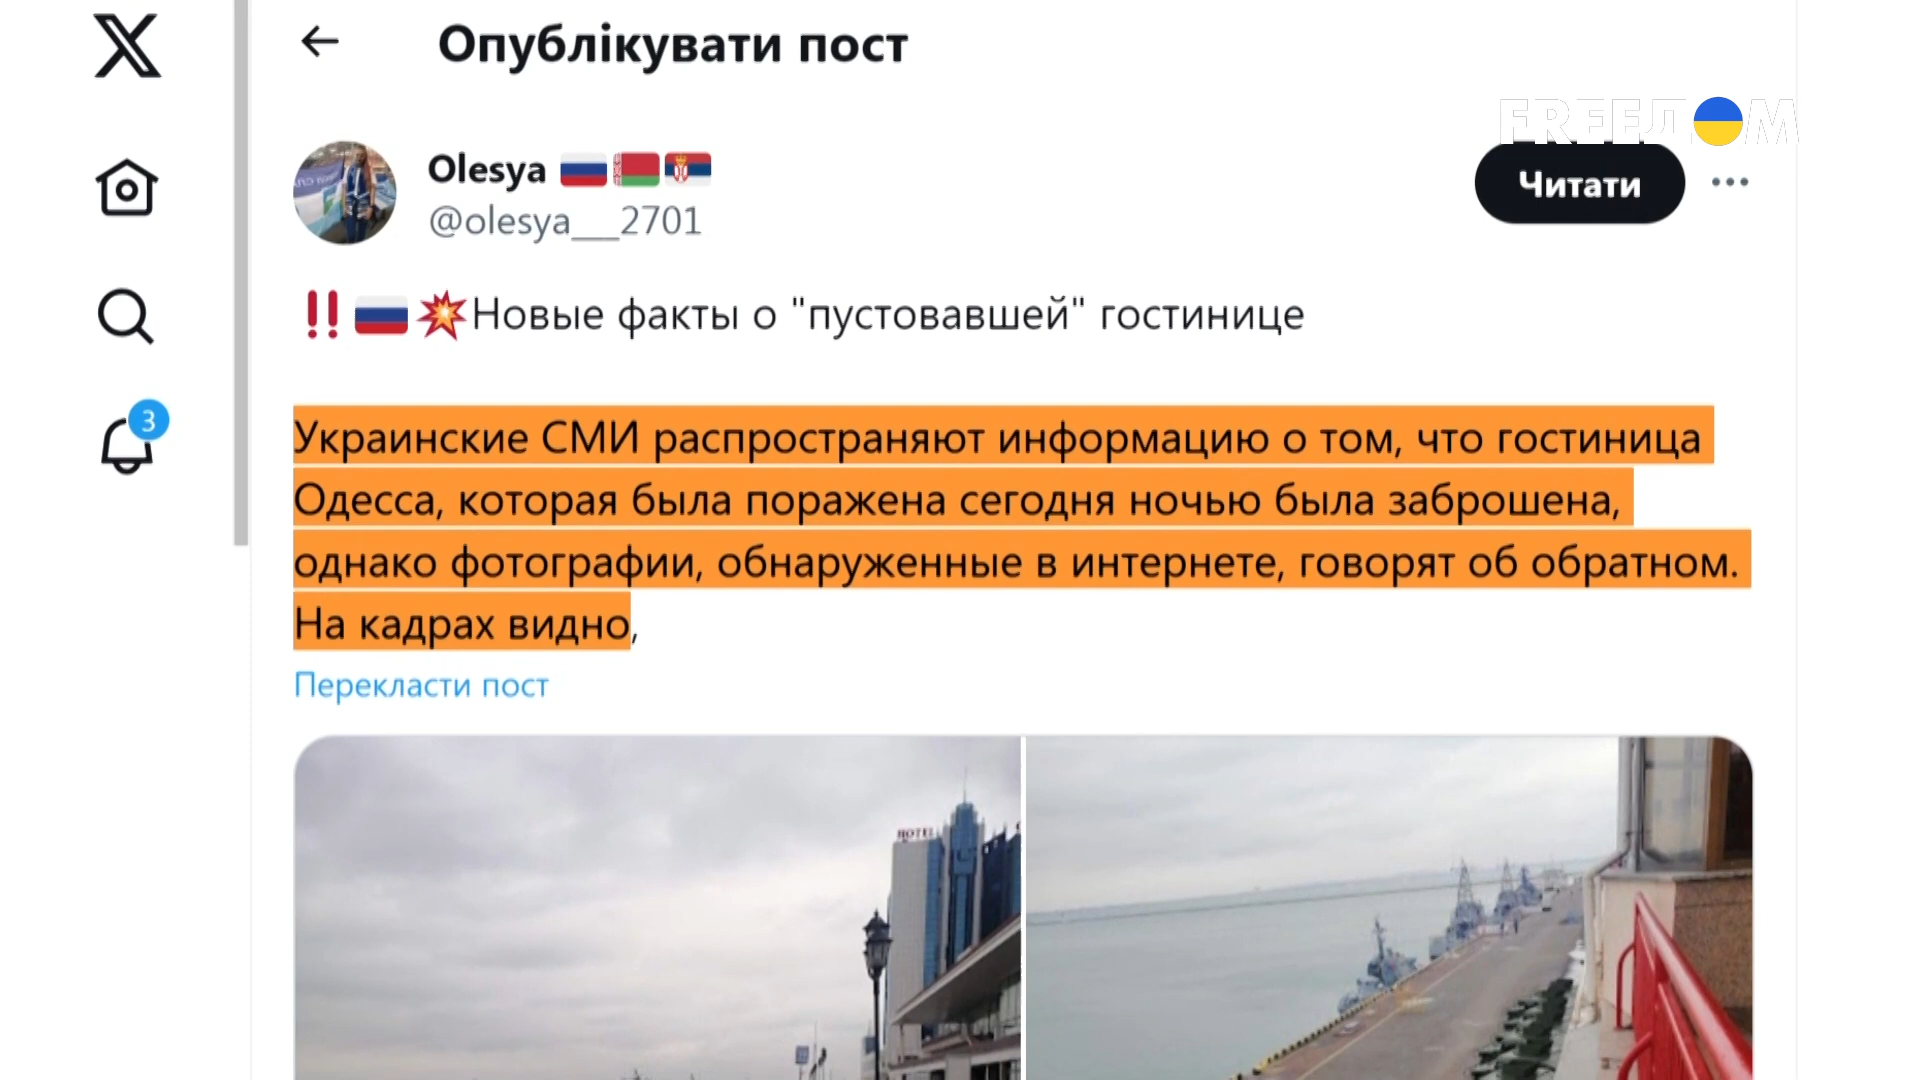 Опублікувати пост
FREEДOM
Olesya
@olesya___2701
Читати
Новые факты о "пустовавшей" гостинице
3
Украинские СМИ распространяют информацию о том, что гостиница
Одесса, которая была поражена сегодня ночью была заброшена,
однако фотографии, обнаруженные в интернете, говорят об обратном.
На кадрах видно,
Перекласти пост
HOTEL